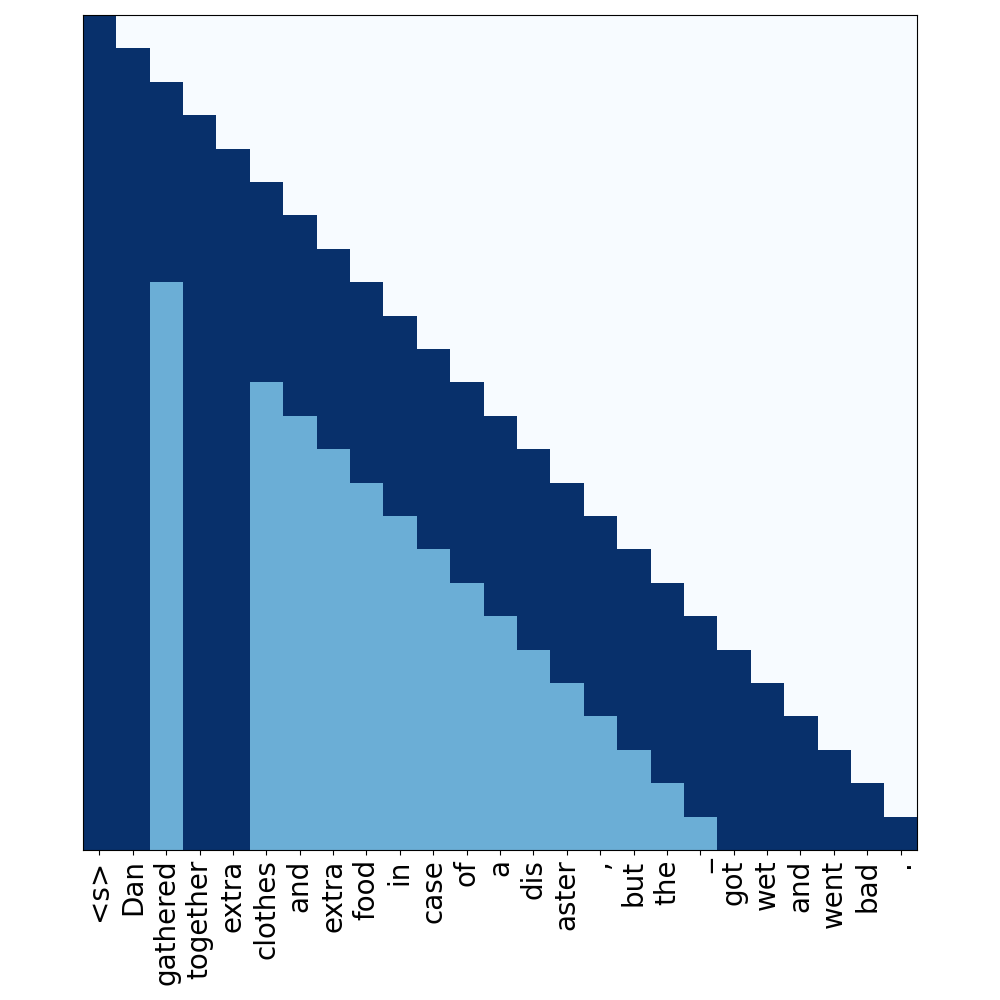 <s>
Dan
gathered
together
extra
clothes
and
extra
food
in
case
of
a
dis
aster
,
but
the
_
got
wet
and
went
bad
.